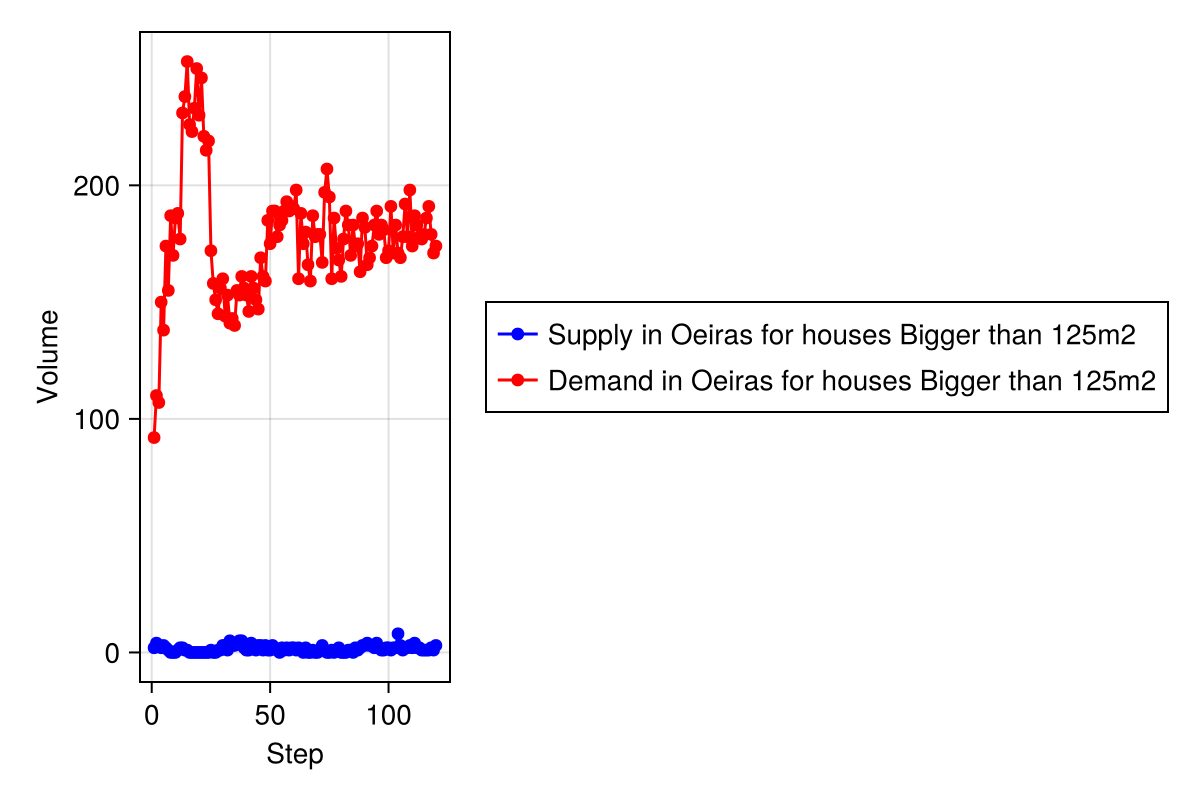 Volume
200
100
0
0 50 100
Step
Supply in Oeiras for houses Bigger than 125m2
Demand in Oeiras for houses Bigger than 125m2